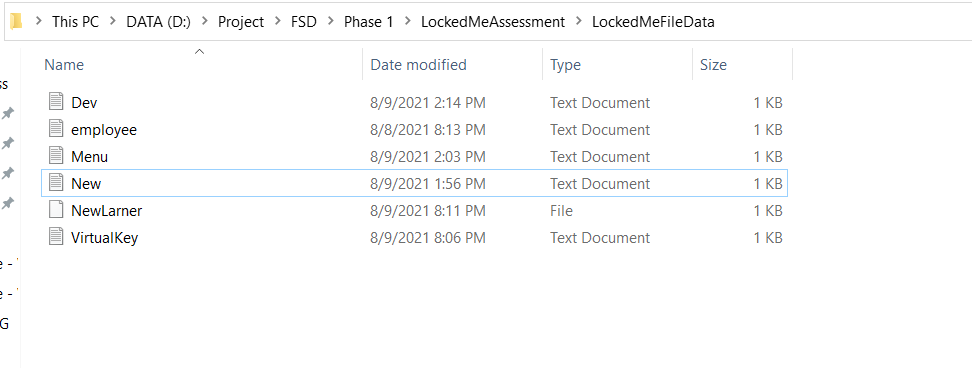 This PC > DATA (D:) > Project > FSD > Phase 1 > LockedMeAssessment > LockedMeFileData
Name Date modified Type Size
ss
Dev 8/9/2021 2:14 PM Text Document 1 KB
employee 8/8/2021 8:13 PM Text Document 1 KB
Menu 8/9/2021 2:03 PM Text Document 1 KB
New 8/9/2021 1:56 PM Text Document 1 KB
NewLarner 8/9/2021 8:11 PM File 1 KB
VirtualKey 8/9/2021 8:06 PM Text Document 1 KB
e - '
e - '
G